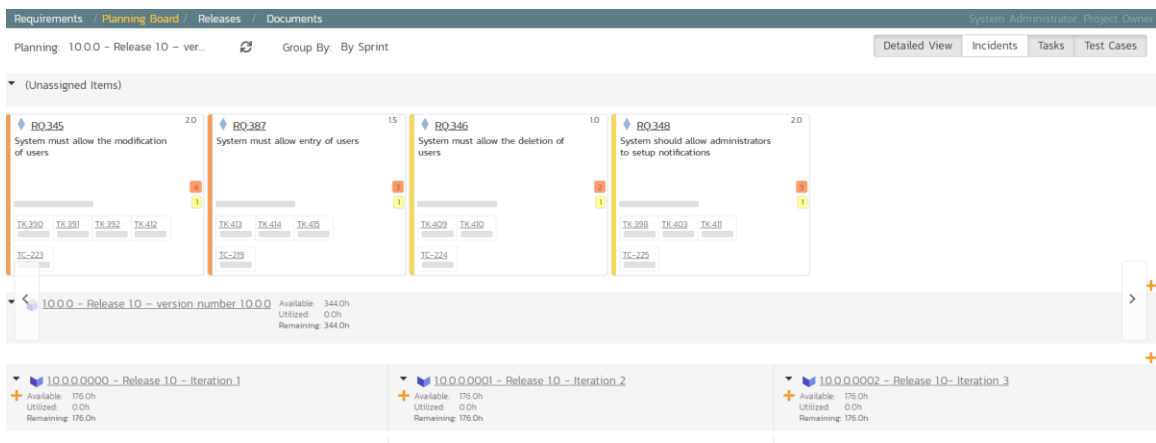 Requirements / Planning Board / Releases / Documents
System Administrator: Project Owner
Planning: 1.0.0.0 - Release 1.0 - ver...
Group By: By Sprint
Detailed View Incidents Tasks Test Cases
(Unassigned Items)
RQ:345 2.0
System must allow the modification
of users
4
1
TK:390 TK:391 TK:392 TK:412
TC-223
RQ:387 1.5
System must allow entry of users
3
1
TK:413 TK:414 TK:415
TC-219
RQ:346 1.0
System must allow the deletion of
users
2
1
TK:409 TK:410
TC-224
RQ:348 2.0
System should allow administrators
to setup notifications
3
1
TK:398 TK:403 TK:411
TC-225
1.0.0.0 - Release 1.0 - version number 1.0.0.0
Available: 344.0h
Utilized: 0.0h
Remaining: 344.0h
1.0.0.0.0000 - Release 1.0 - Iteration 1
Available: 176.0h
Utilized: 0.0h
Remaining: 176.0h
1.0.0.0.0001 - Release 1.0 - Iteration 2
Available: 176.0h
Utilized: 0.0h
Remaining: 176.0h
1.0.0.0.0002 - Release 1.0- Iteration 3
Available: 176.0h
Utilized: 0.0h
Remaining: 176.0h